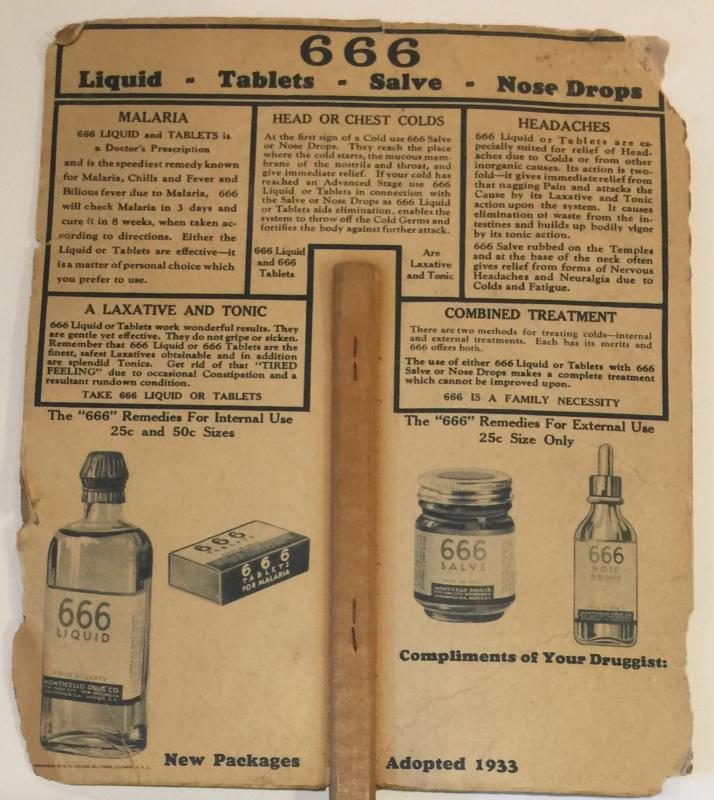 666
Liquid - Tablets - Salve - Nose Drops
MALARIA
666 LIQUID and TABLETS is
a Doctor's Prescription
and is the speediest remedy known
for Malaria, Chills and Fever and
Bilious fever due to Malaria, 666
will check Malaria in 3 days and
cure it in 8 weeks, when taken ac-
cording to directions. Either the
Liquid or Tablets are effective—it
is a matter of personal choice which
you prefer to use.
HEAD OR CHEST COLDS
At the first sign of a Cold use 666 Salve
or Nose Drops. They reach the place
where the cold starts, the mucous mem-
brane of the nostrils and throat, and
give immediate relief. If your cold has
reached an Advanced Stage use 666
Liquid or Tablets in connection with
the Salve or Nose Drops as 666 Liquid
or Tablets aids elimination, enables the
system to throw off the Cold Germs and
fortifies the body against further attack.
666 Liquid
and 666
Tablets
Are
Laxative
and Tonic
HEADACHES
666 Liquid or Tablets are es-
pecially suited for relief of Head-
aches due to Colds or from other
inorganic causes. Its action is two-
fold—it gives immediate relief from
that nagging Pain and attacks the
Cause by its Laxative and Tonic
action upon the system. It causes
elimination of waste from the in-
testines and builds up bodily vigor
by its tonic action.
666 Salve rubbed on the Temples
and at the base of the neck often
gives relief from forms of Nervous
Headaches and Neuralgia due to
Colds and Fatigue.
A LAXATIVE AND TONIC
666 Liquid or Tablets work wonderful results. They
are gentle yet effective. They do not gripe or sicken.
Remember that 666 Liquid or 666 Tablets are the
finest, safest Laxatives obtainable and in addition
are splendid Tonics. Get rid of that "TIRED
FEELING" due to occasional Constipation and a
resultant rundown condition.
TAKE 666 LIQUID OR TABLETS
COMBINED TREATMENT
There are two methods for treating colds—internal
and external treatments. Each has its merits and
666 offers both.
The use of either 666 Liquid or Tablets with 666
Salve or Nose Drops makes a complete treatment
which cannot be improved upon.
666 IS A FAMILY NECESSITY
The "666" Remedies For Internal Use
25c and 50c Sizes
The "666" Remedies For External Use
25c Size Only
666
LIQUID
MONTICELLO DRUG CO.
666
TABLETS
666
TABLETS
FOR MALARIA
666
SALVE
MONTICELLO DRUG CO.
666
NOSE
DROPS
MONTICELLO DRUG CO.
Compliments of Your Druggist:
New Packages
Adopted 1933